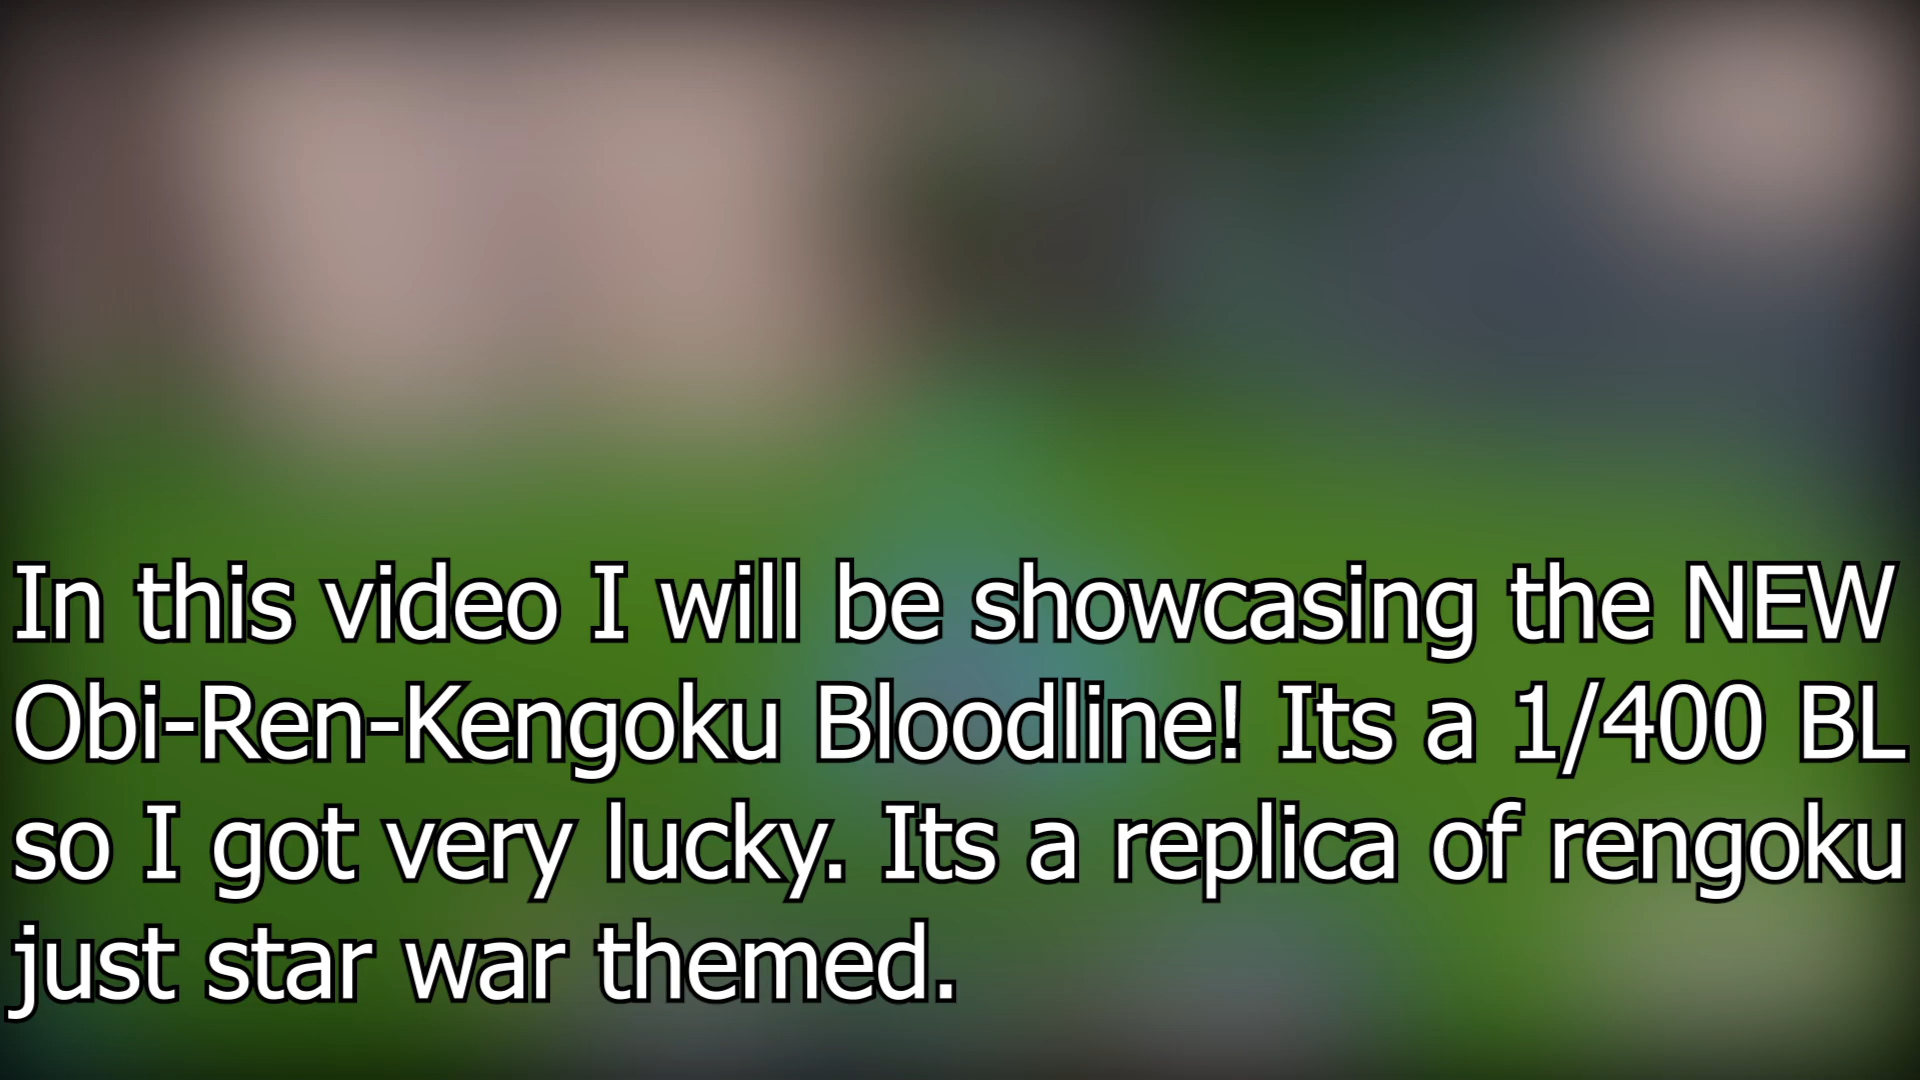 In this video I will be showcasing the NEW
Obi-Ren-Kengoku Bloodline! Its a 1/400 BL
so I got very lucky. Its a replica of rengoku
just star war themed.